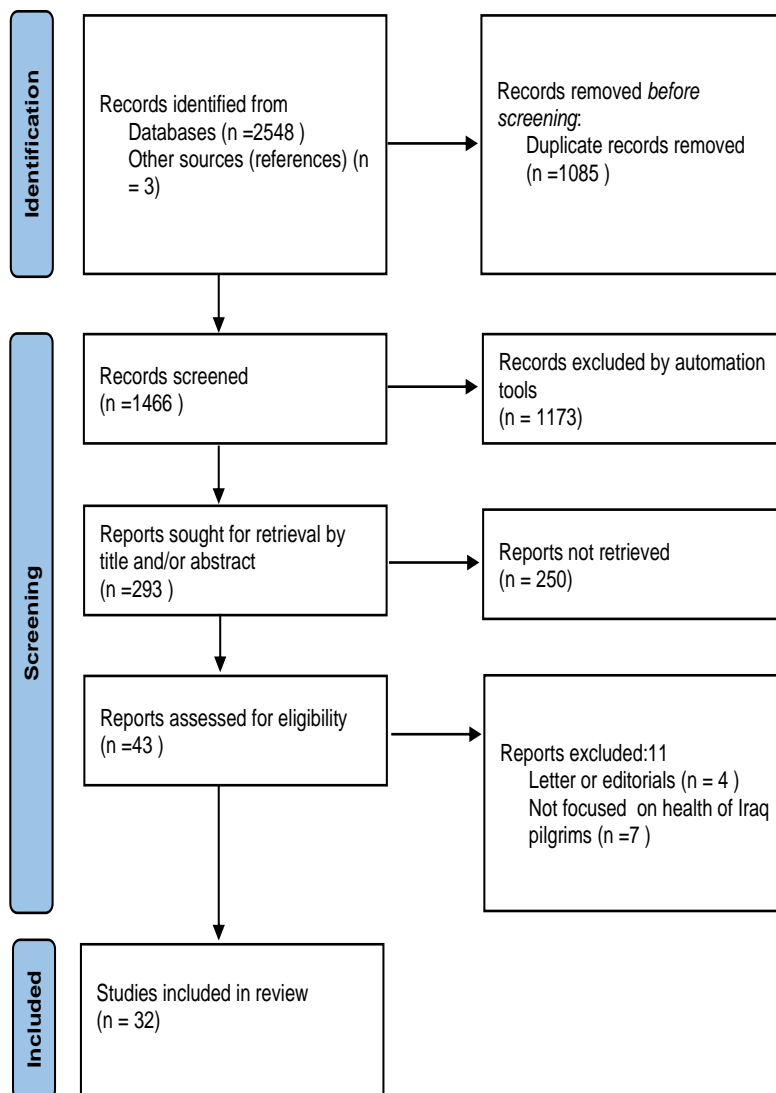 Identification
Records identified from
Databases (n =2548 )
Other sources (references) (n
= 3)
Records removed before
screening:
Duplicate records removed
(n =1085 )
Screening
Records screened
(n =1466 )
Records excluded by automation
tools
(n = 1173)
Reports sought for retrieval by
title and/or abstract
(n =293 )
Reports not retrieved
(n = 250)
Reports assessed for eligibility
(n =43 )
Reports excluded:11
Letter or editorials (n = 4 )
Not focused on health of Iraq
pilgrims (n =7 )
Included
Studies included in review
(n = 32)